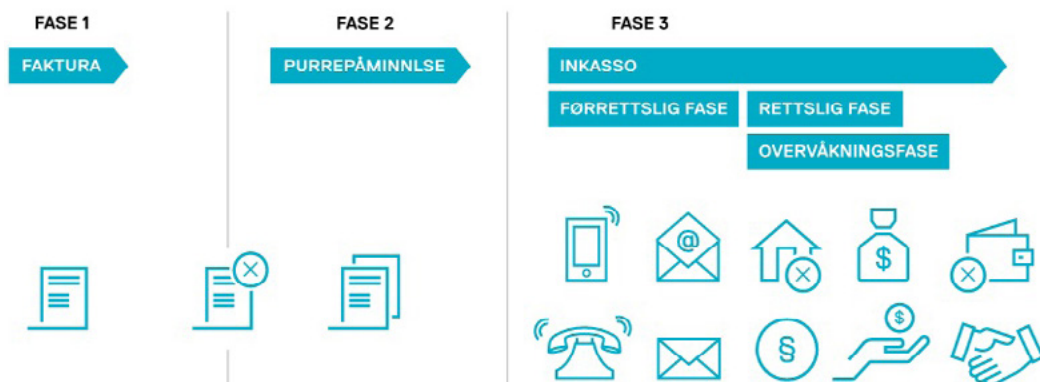 FASE 1
FASE 2
FASE 3
FAKTURA
PURREPÅMINNLSE
INKASSO
FØRRETTSLIG FASE
RETTSLIG FASE
OVERVÅKNINGSFASE
@
$
$
§